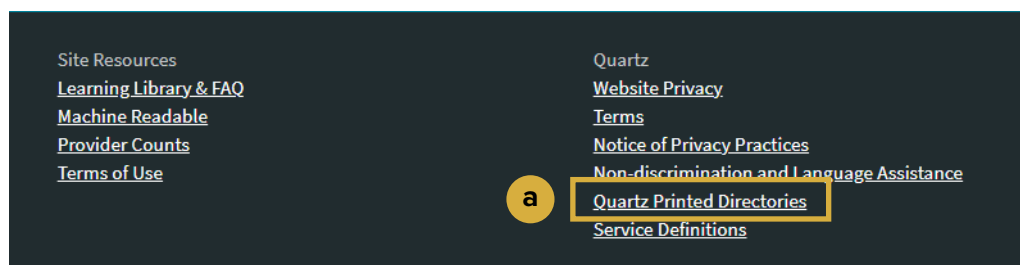 Site Resources
Learning Library & FAQ
Machine Readable
Provider Counts
Terms of Use
Quartz
Website Privacy
Terms
Notice of Privacy Practices
Non-discrimination and Language Assistance
a
Quartz Printed Directories
Service Definitions